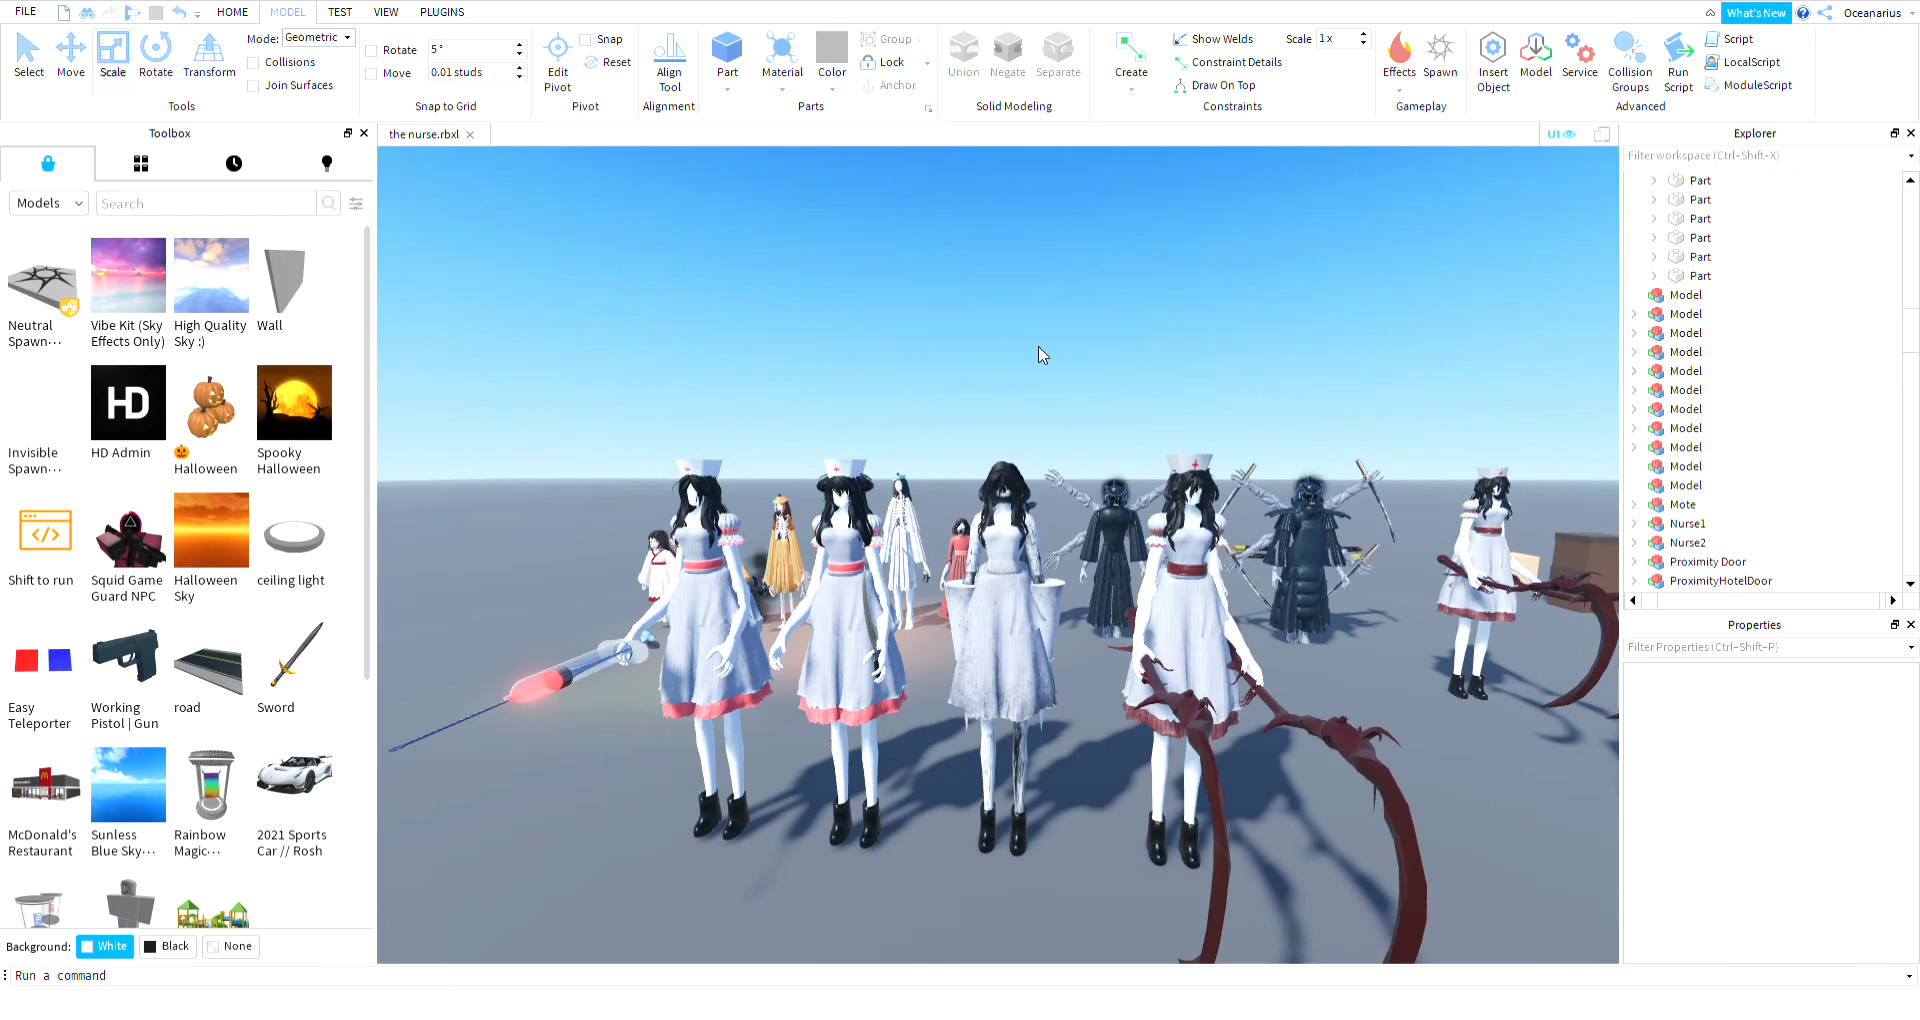 FILE HOME MODEL TEST VIEW PLUGINS What's New Oceanarius
Select Move Scale Rotate Transform
Mode: Geometric
Collisions
Join Surfaces
Tools
Rotate 5°
Move 0.01 studs
Snap to Grid
Edit Pivot
Snap
Reset
Pivot
Align Tool
Alignment
Part Material Color
Group
Lock
Anchor
Parts
Union Negate Separate
Solid Modeling
Create
Show Welds
Scale 1 x
Constraint Details
Draw On Top
Constraints
Effects Spawn
Gameplay
Insert Object
Model
Service
Collision Groups
Run Script
Script
LocalScript
ModuleScript
Advanced
Toolbox
Models
Search
Neutral Spawn...
Vibe Kit (Sky Effects Only)
High Quality Sky :)
Wall
Invisible Spawn...
HD
HD Admin
🎃 Halloween
Spooky Halloween
Shift to run
Squid Game Guard NPC
Halloween Sky
ceiling light
Easy Teleporter
Working Pistol | Gun
road
Sword
McDonald's Restaurant
Sunless Blue Sky...
Rainbow Magic...
2021 Sports Car // Rosh
Background: White Black None
Run a command
the nurse.rbxl
UI
Explorer
Filter workspace (Ctrl+Shift+X)
Part
Part
Part
Part
Part
Part
Model
Model
Model
Model
Model
Model
Model
Model
Model
Model
Model
Mote
Nurse1
Nurse2
Proximity Door
ProximityHotelDoor
Properties
Filter Properties (Ctrl+Shift+P)